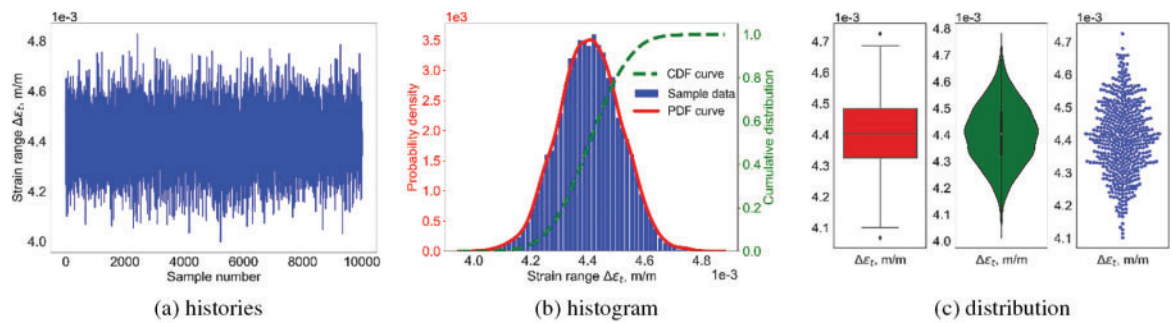 1e-3
4.8
4.6
4.4
4.2
4.0
Strain range Δεt, m/m
0 2000 4000 6000 8000 10000
Sample number
(a) histories
1e3
3.5
3.0
2.5
2.0
1.5
1.0
0.5
0.0
Probability density
CDF curve
Sample data
PDF curve
1.0
0.8
0.6
0.4
0.2
0.0
Cumulative distribution
4.0 4.2 4.4 4.6 4.8
Strain range Δεt, m/m
1e-3
(b) histogram
1e-3
4.7
4.6
4.5
4.4
4.3
4.2
4.1
Δεt, m/m
1e-3
4.8
4.7
4.6
4.5
4.4
4.3
4.2
4.1
4.0
Δεt, m/m
1e-3
4.7
4.6
4.5
4.4
4.3
4.2
4.1
Δεt, m/m
(c) distribution